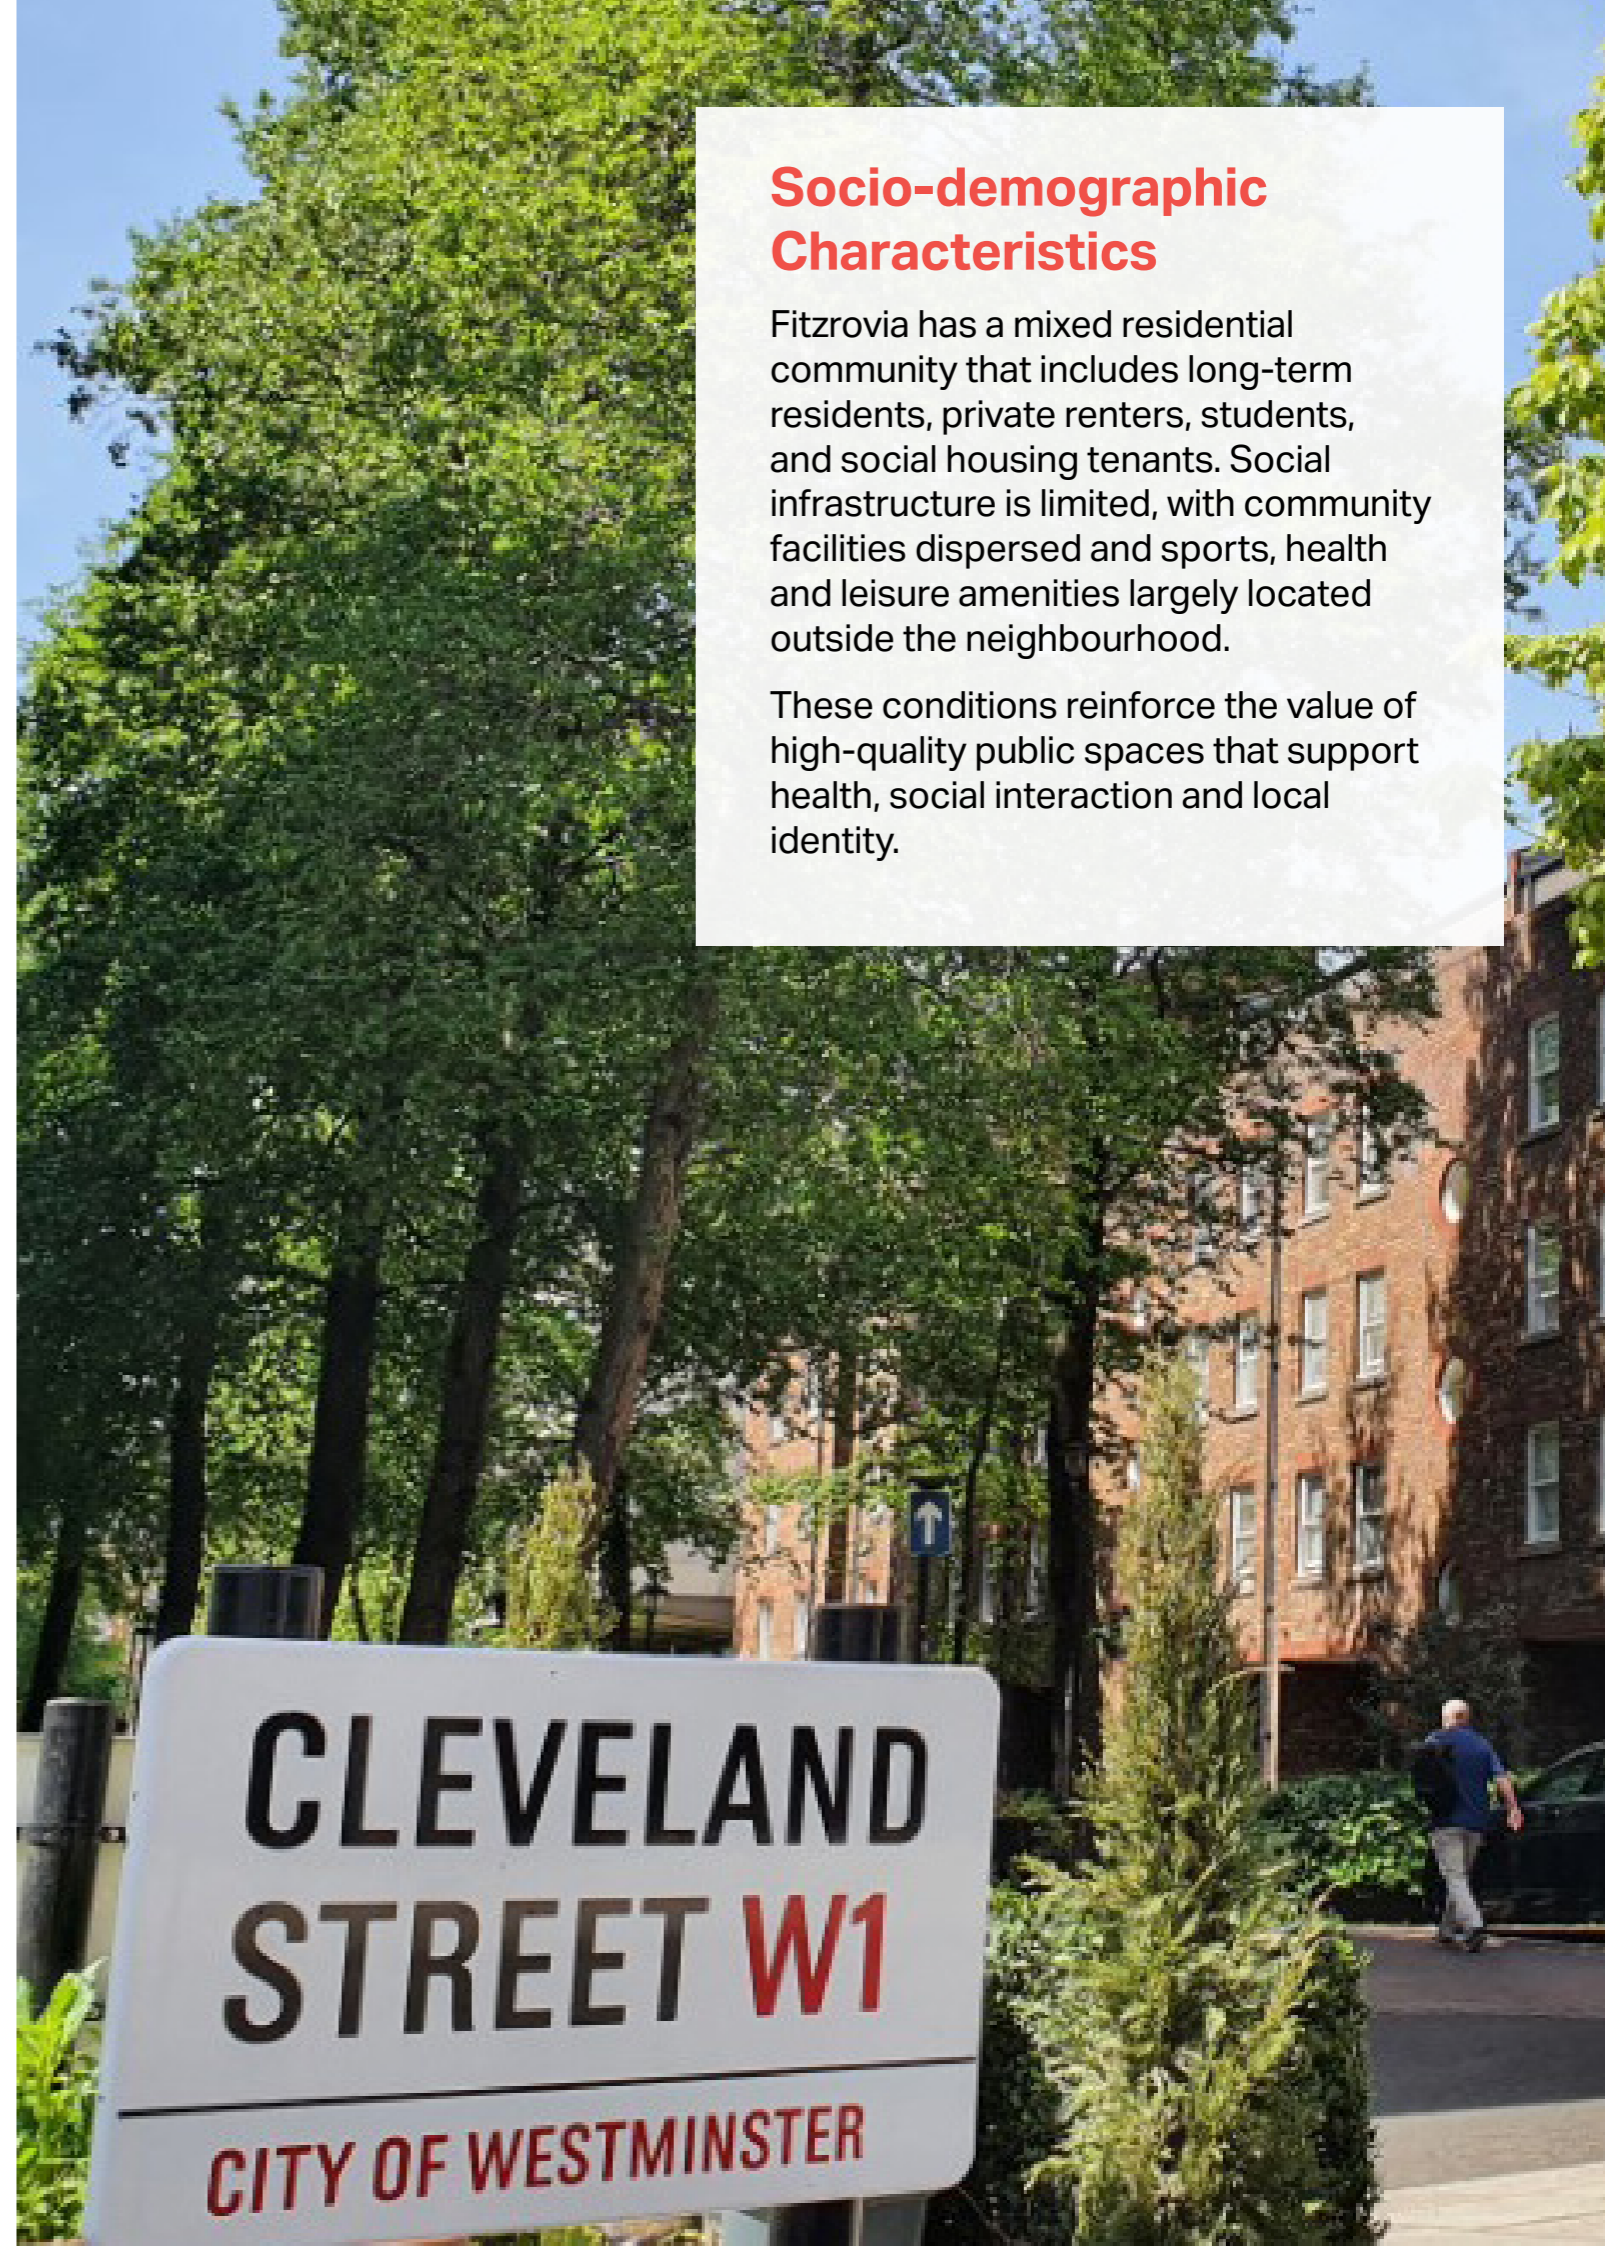 Socio-demographic
Characteristics
Fitzrovia has a mixed residential
community that includes long-term
residents, private renters, students,
and social housing tenants. Social
infrastructure is limited, with community
facilities dispersed and sports, health
and leisure amenities largely located
outside the neighbourhood.
These conditions reinforce the value of
high-quality public spaces that support
health, social interaction and local
identity.
CLEVELAND
STREET W1
CITY OF WESTMINSTER